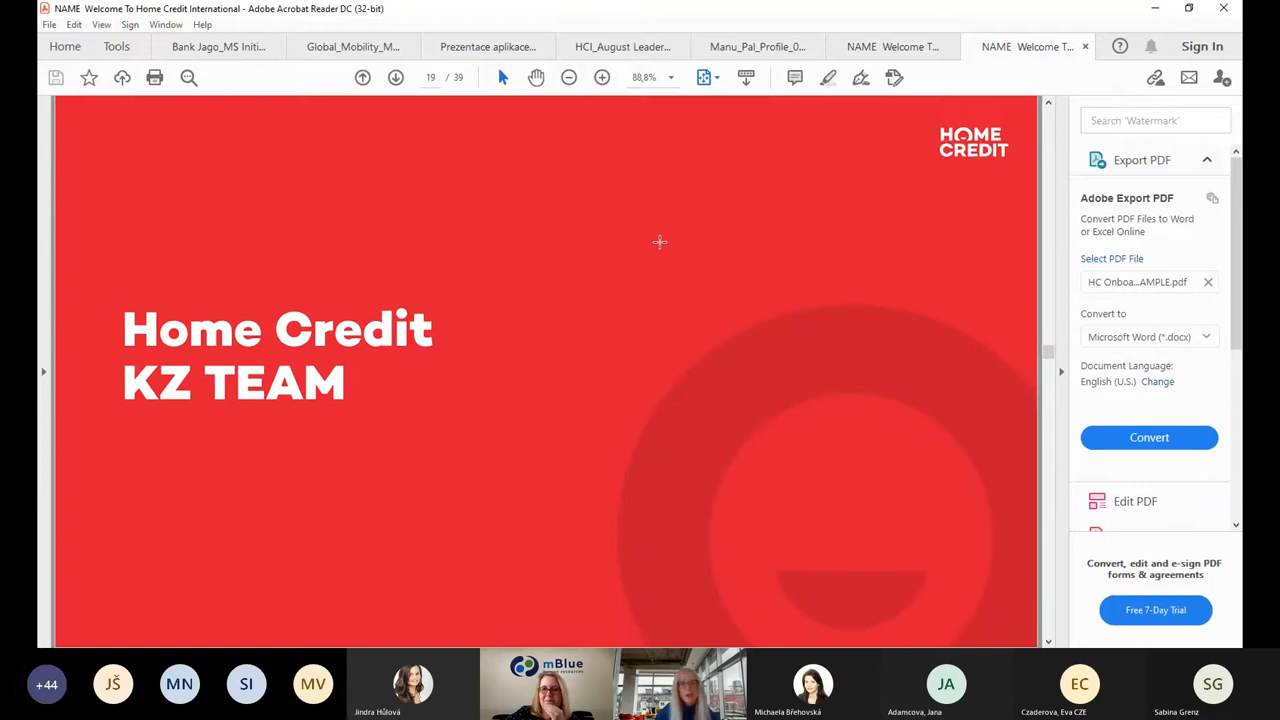 NAME Welcome To Home Credit International - Adobe Acrobat Reader DC (32-bit)
File Edit View Sign Window Help
Home Tools Bank Jago_MS Initi... Global_Mobility_M... Prezentace aplikace... HCI_August Leader... Manu_Pal_Profile_0... NAME Welcome T... NAME Welcome T... × ? Sign In
19 / 39 88,8%
HOME
CREDIT
Home Credit
KZ TEAM
Search 'Watermark'
Export PDF
Adobe Export PDF
Convert PDF Files to Word
or Excel Online
Select PDF File
HC Onboa...AMPLE.pdf
Convert to
Microsoft Word (*.docx)
Document Language:
English (U.S.) Change
Convert
Edit PDF
Convert, edit and e-sign PDF
forms & agreements
Free 7-Day Trial
+44 JŠ MN SI MV Jindra Hůlová mBlue
human resources Michaela Břehovská JA Adamcova, Jana EC Czaderova, Eva CZE SG Sabina Grenz